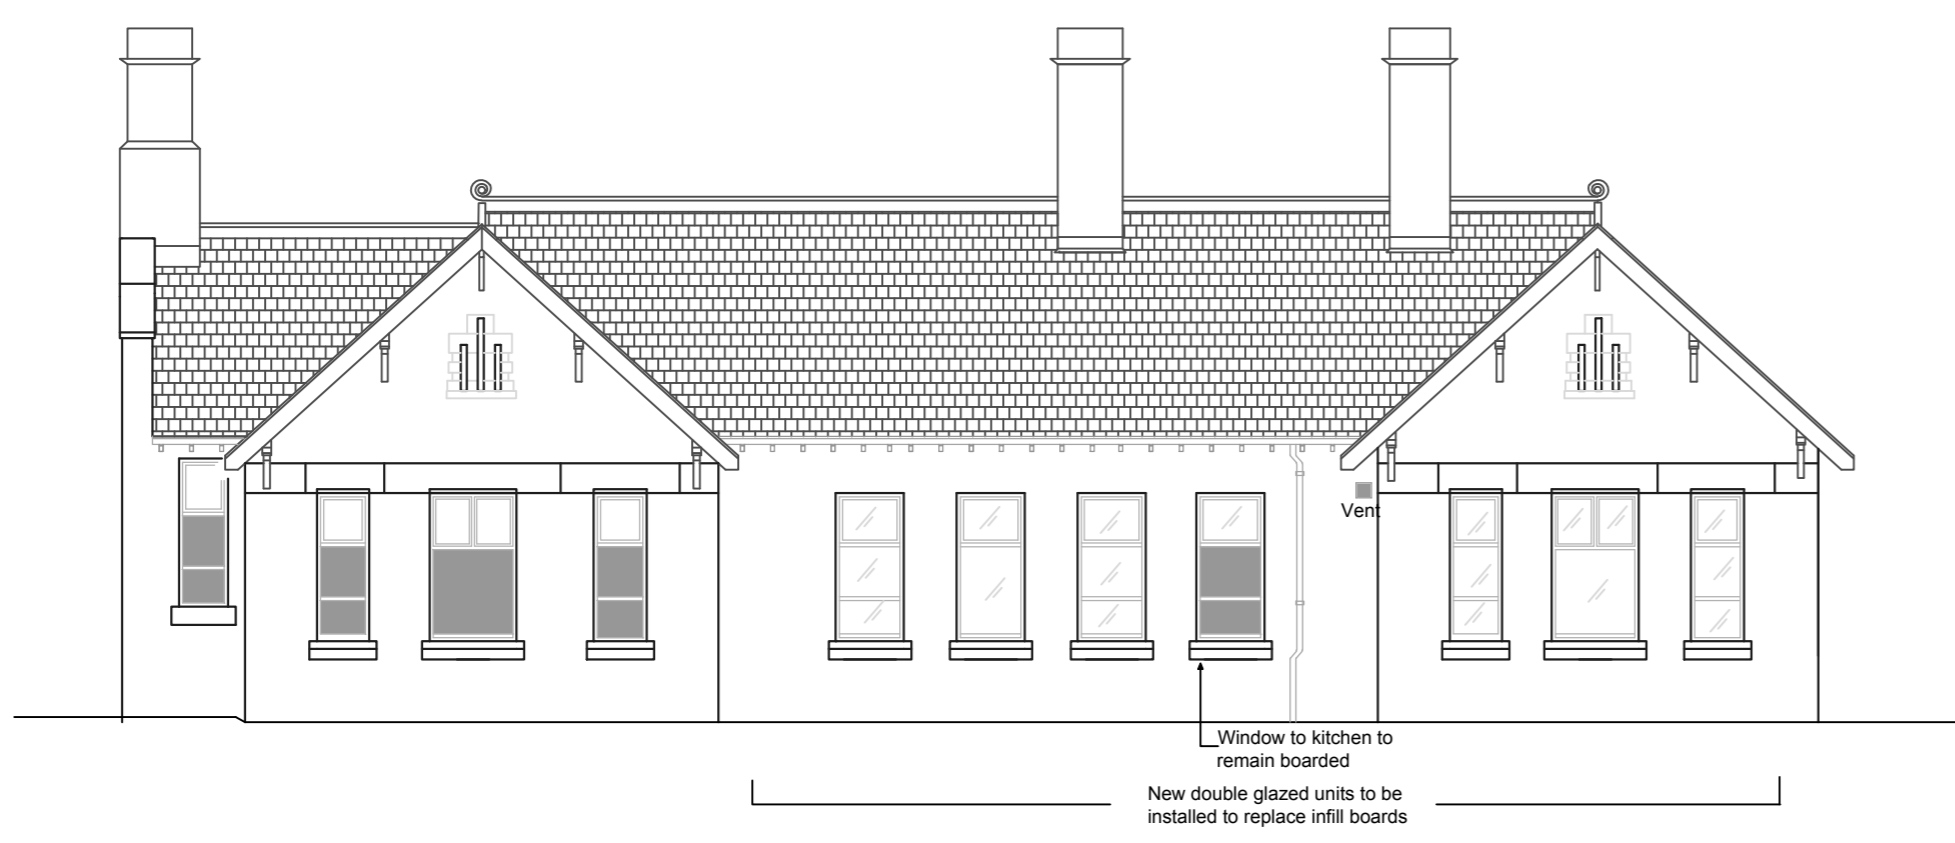 Vent
Window to kitchen to
remain boarded
New double glazed units to be
installed to replace infill boards